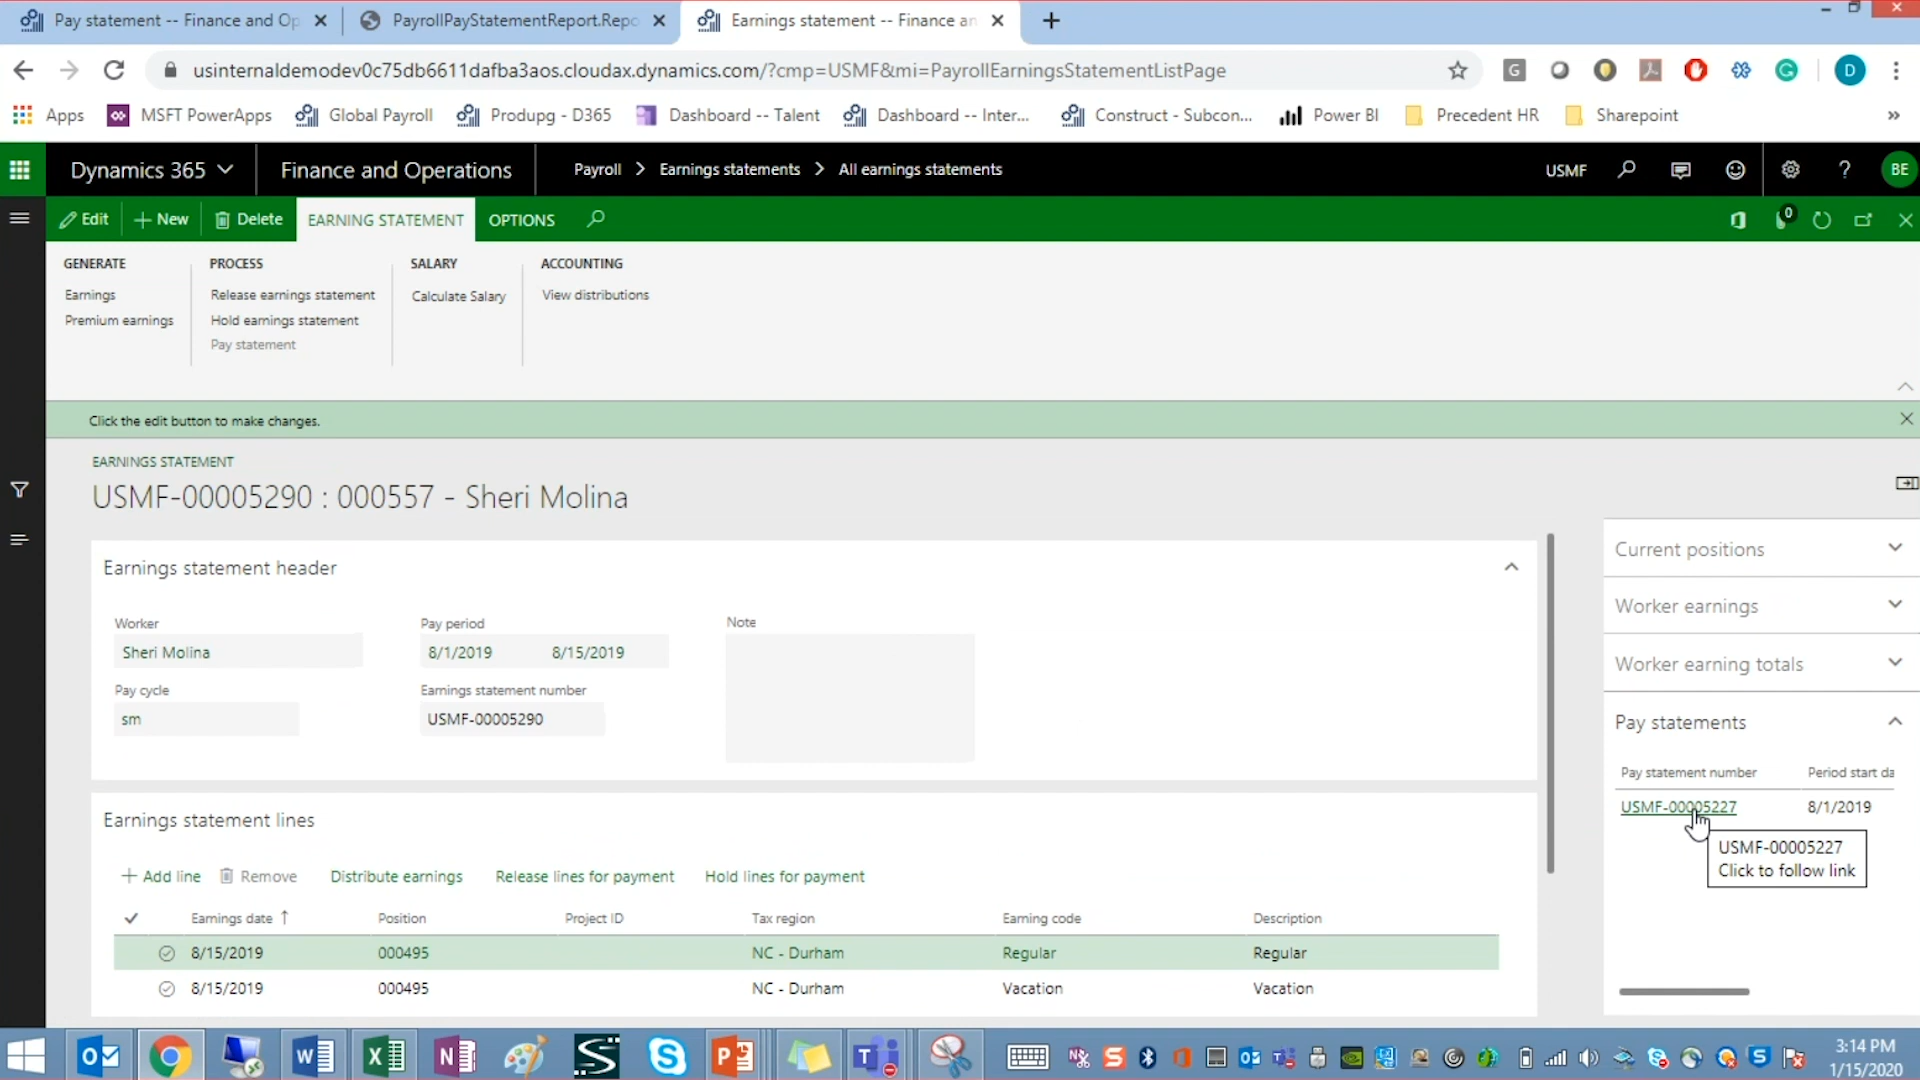 Pay statement -- Finance and Op
PayrollPayStatementReport.Repo
Earnings statement -- Finance an
usinternaldemodev0c75db6611dafba3aos.cloudax.dynamics.com/?cmp=USMF&mi=PayrollEarningsStatementListPage
G
D
Apps
MSFT PowerApps
Global Payroll
Produpg - D365
Dashboard -- Talent
Dashboard -- Inter...
Construct - Subcon...
Power BI
Precedent HR
Sharepoint
»
Dynamics 365
Finance and Operations
Payroll > Earnings statements > All earnings statements
USMF
?
BE
Edit
+ New
Delete
EARNING STATEMENT
OPTIONS
0
GENERATE
Earnings
Premium earnings
PROCESS
Release earnings statement
Hold earnings statement
Pay statement
SALARY
Calculate Salary
ACCOUNTING
View distributions
Click the edit button to make changes.
EARNINGS STATEMENT
USMF-00005290 : 000557 - Sheri Molina
Earnings statement header
Worker
Sheri Molina
Pay period
8/1/2019 8/15/2019
Note
Pay cycle
sm
Earnings statement number
USMF-00005290
Earnings statement lines
+ Add line
Remove
Distribute earnings
Release lines for payment
Hold lines for payment
Earnings date ↑ Position Project ID Tax region Earning code Description
8/15/2019 000495 NC - Durham Regular Regular
8/15/2019 000495 NC - Durham Vacation Vacation
Current positions
Worker earnings
Worker earning totals
Pay statements
Pay statement number Period start da
USMF-00005227 8/1/2019
USMF-00005227
Click to follow link
3:14 PM
1/15/2020